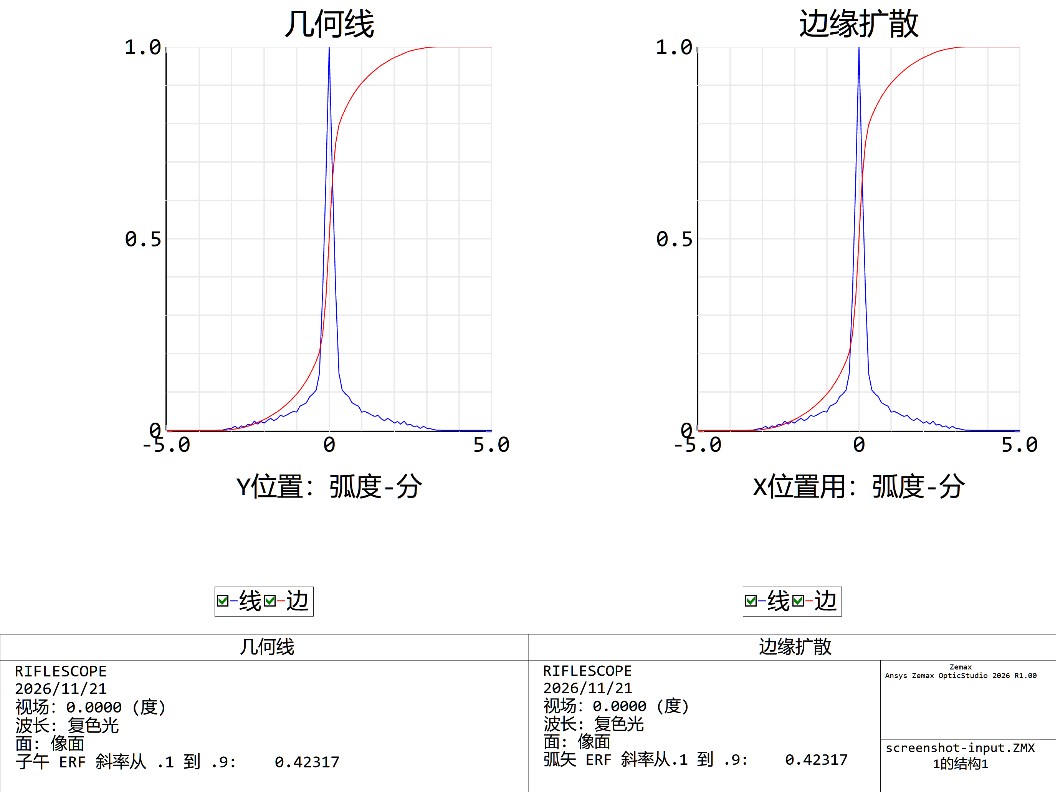 几何线
1.0
0.5
0
-5.0
0
5.0
Y位置: 弧度-分
线
边
边缘扩散
1.0
0.5
0
-5.0
0
5.0
X位置用: 弧度-分
线
边
几何线
RIFLESCOPE
2026/11/21
视场: 0.0000 (度)
波长: 复色光
面: 像面
子午 ERF 斜率从 .1 到 .9: 0.42317
边缘扩散
RIFLESCOPE
2026/11/21
视场: 0.0000 (度)
波长: 复色光
面: 像面
弧矢 ERF 斜率从.1 到 .9: 0.42317
Zemax
Ansys Zemax OpticStudio 2026 R1.00
screenshot-input.ZMX
1的结构1